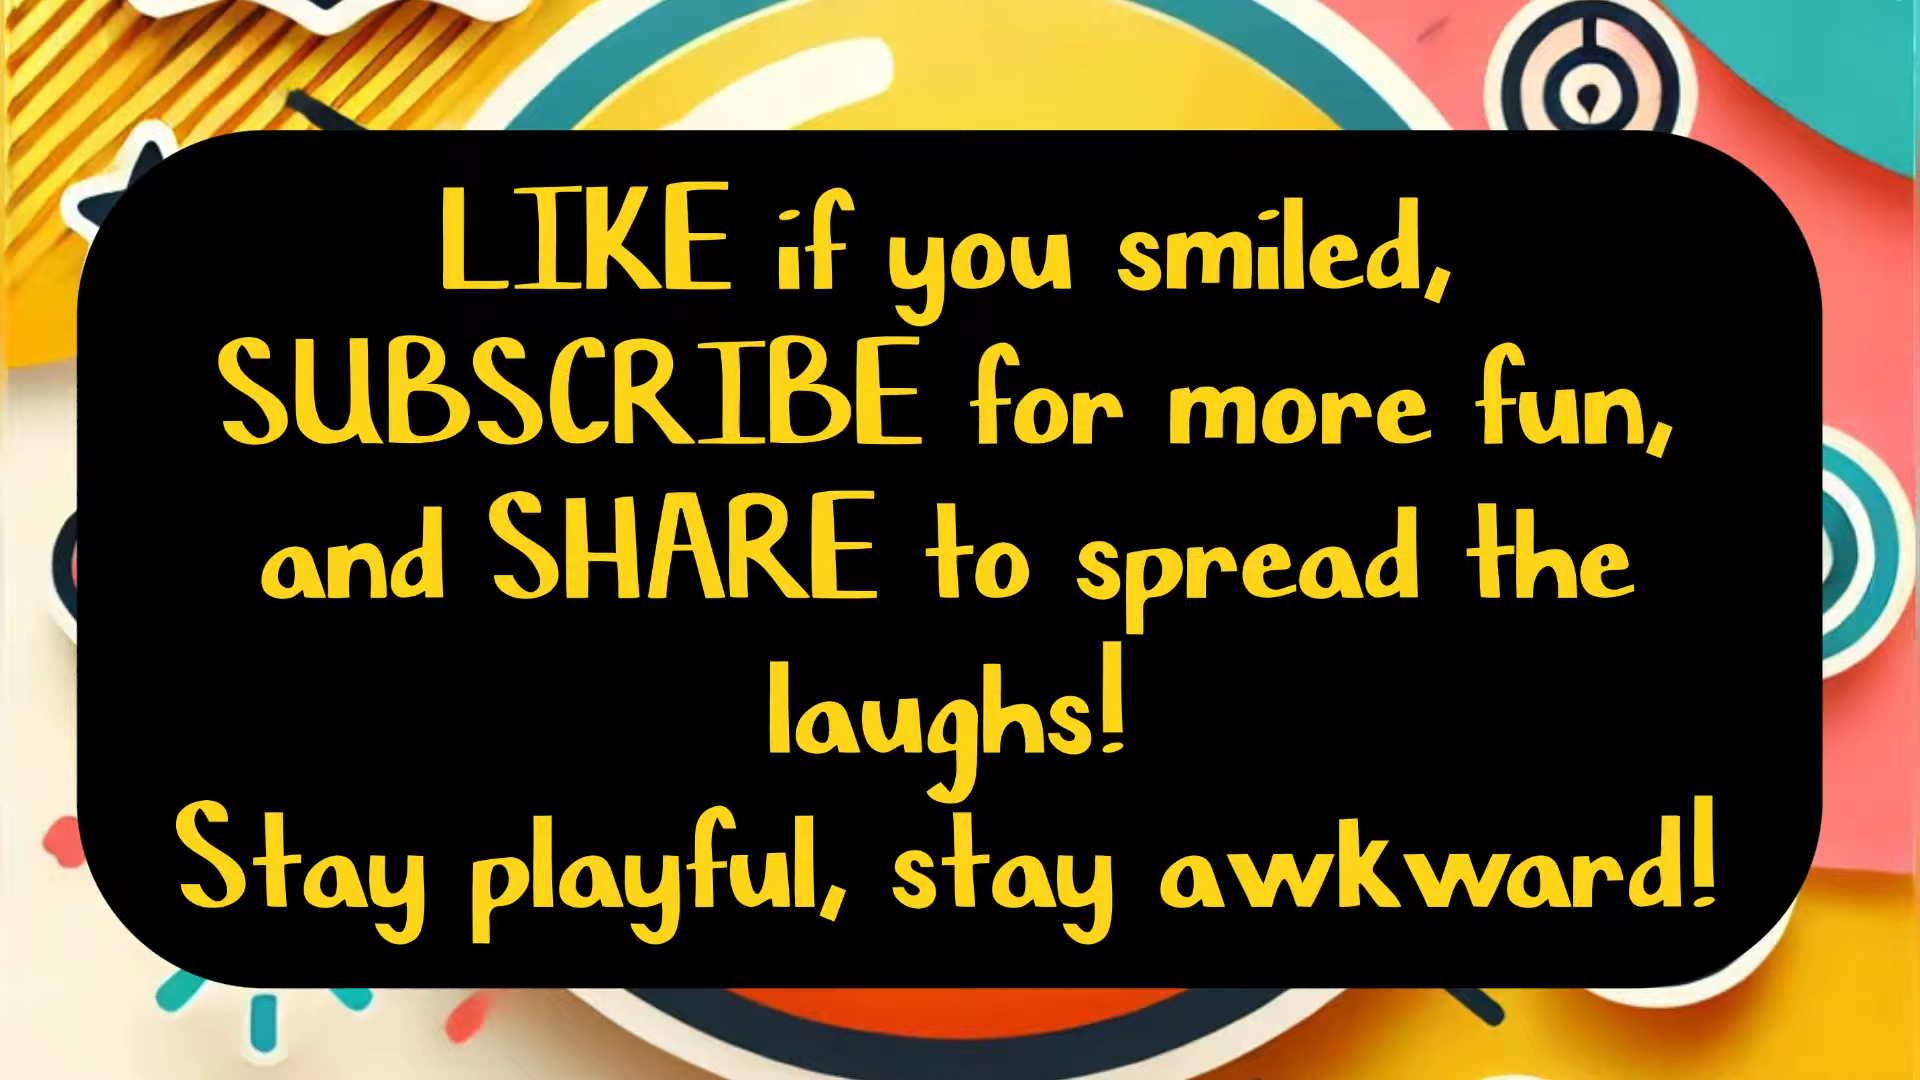 LIKE if you smiled,
SUBSCRIBE for more fun,
and SHARE to spread the
laughs!
Stay playful, stay awkward!